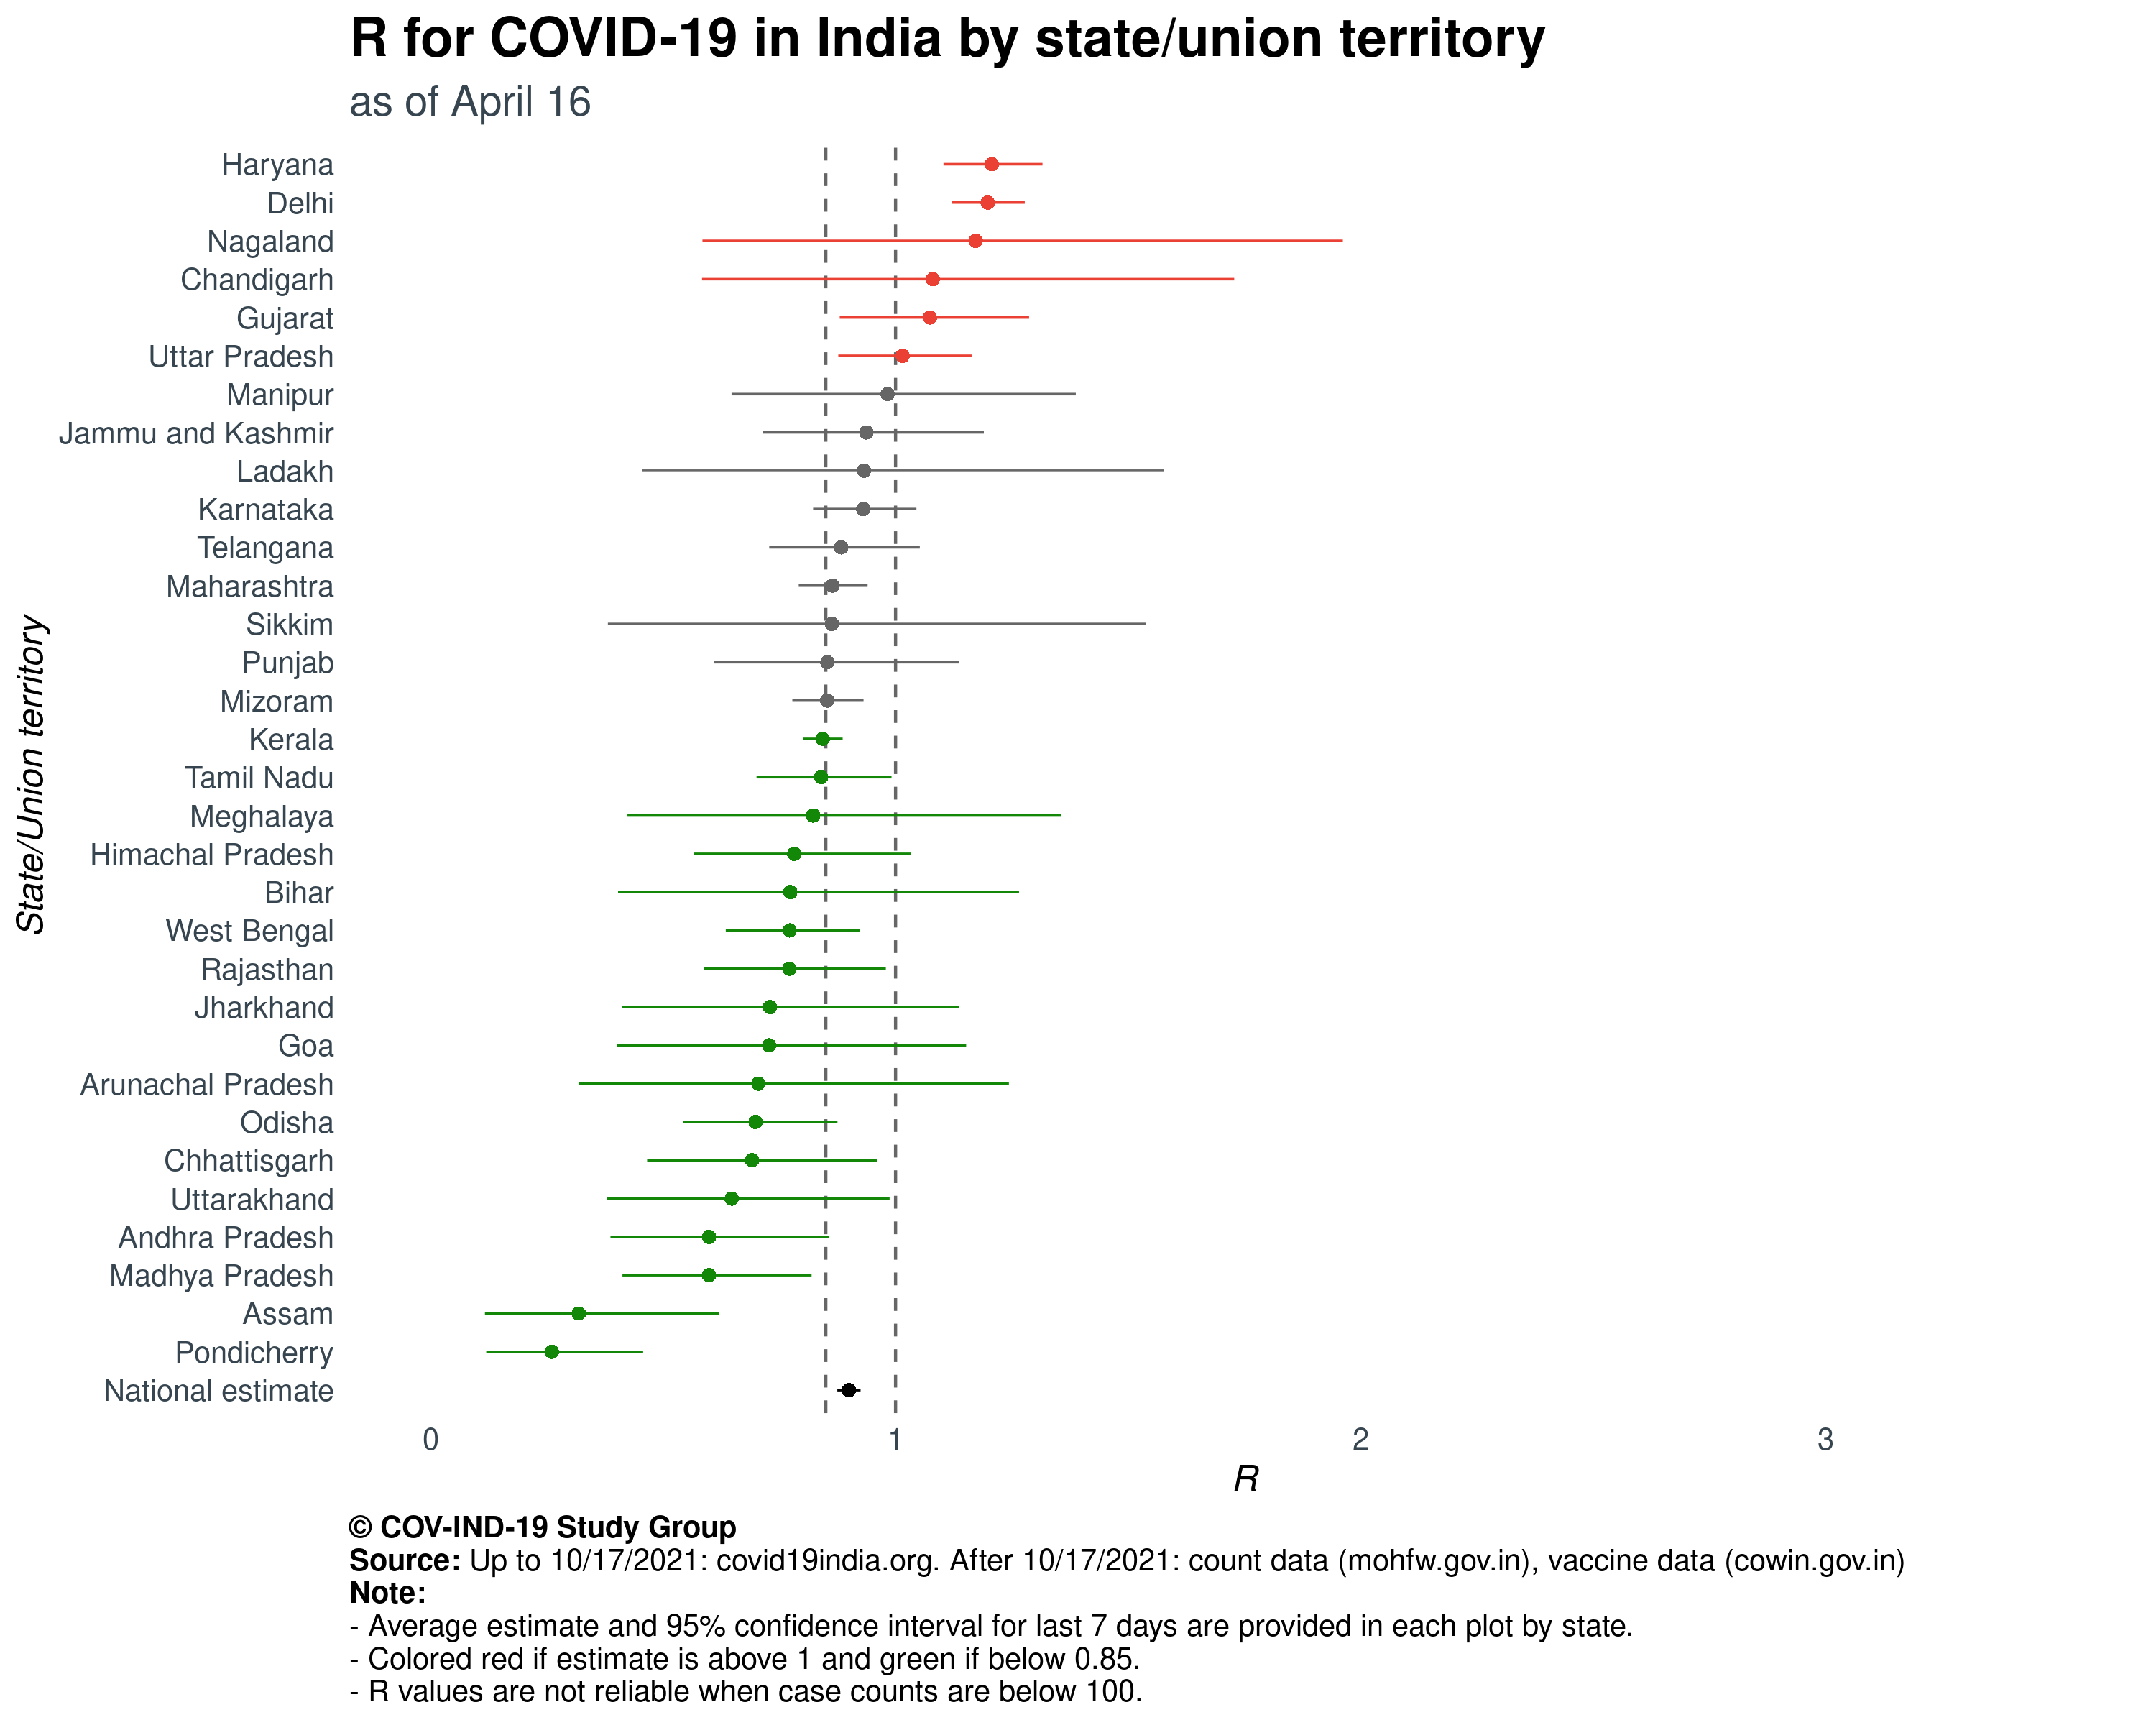 R for COVID-19 in India by state/union territory
as of April 16
State/Union territory
Haryana
Delhi
Nagaland
Chandigarh
Gujarat
Uttar Pradesh
Manipur
Jammu and Kashmir
Ladakh
Karnataka
Telangana
Maharashtra
Sikkim
Punjab
Mizoram
Kerala
Tamil Nadu
Meghalaya
Himachal Pradesh
Bihar
West Bengal
Rajasthan
Jharkhand
Goa
Arunachal Pradesh
Odisha
Chhattisgarh
Uttarakhand
Andhra Pradesh
Madhya Pradesh
Assam
Pondicherry
National estimate
0 1 2 3
R
© COV-IND-19 Study Group
Source: Up to 10/17/2021: covid19india.org. After 10/17/2021: count data (mohfw.gov.in), vaccine data (cowin.gov.in)
Note:
- Average estimate and 95% confidence interval for last 7 days are provided in each plot by state.
- Colored red if estimate is above 1 and green if below 0.85.
- R values are not reliable when case counts are below 100.